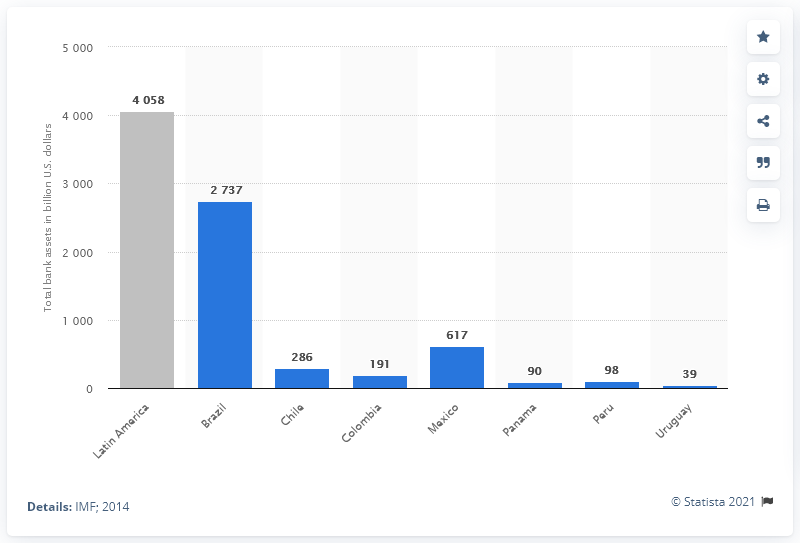 Total bank assets in billion U.S. dollars
5 000
4 000
3 000
2 000
1 000
0
4 058
2 737
286
191
617
90
98
39
Latin America
Brazil
Chile
Colombia
Mexico
Panama
Peru
Uruguay
Details: IMF; 2014
© Statista 2021